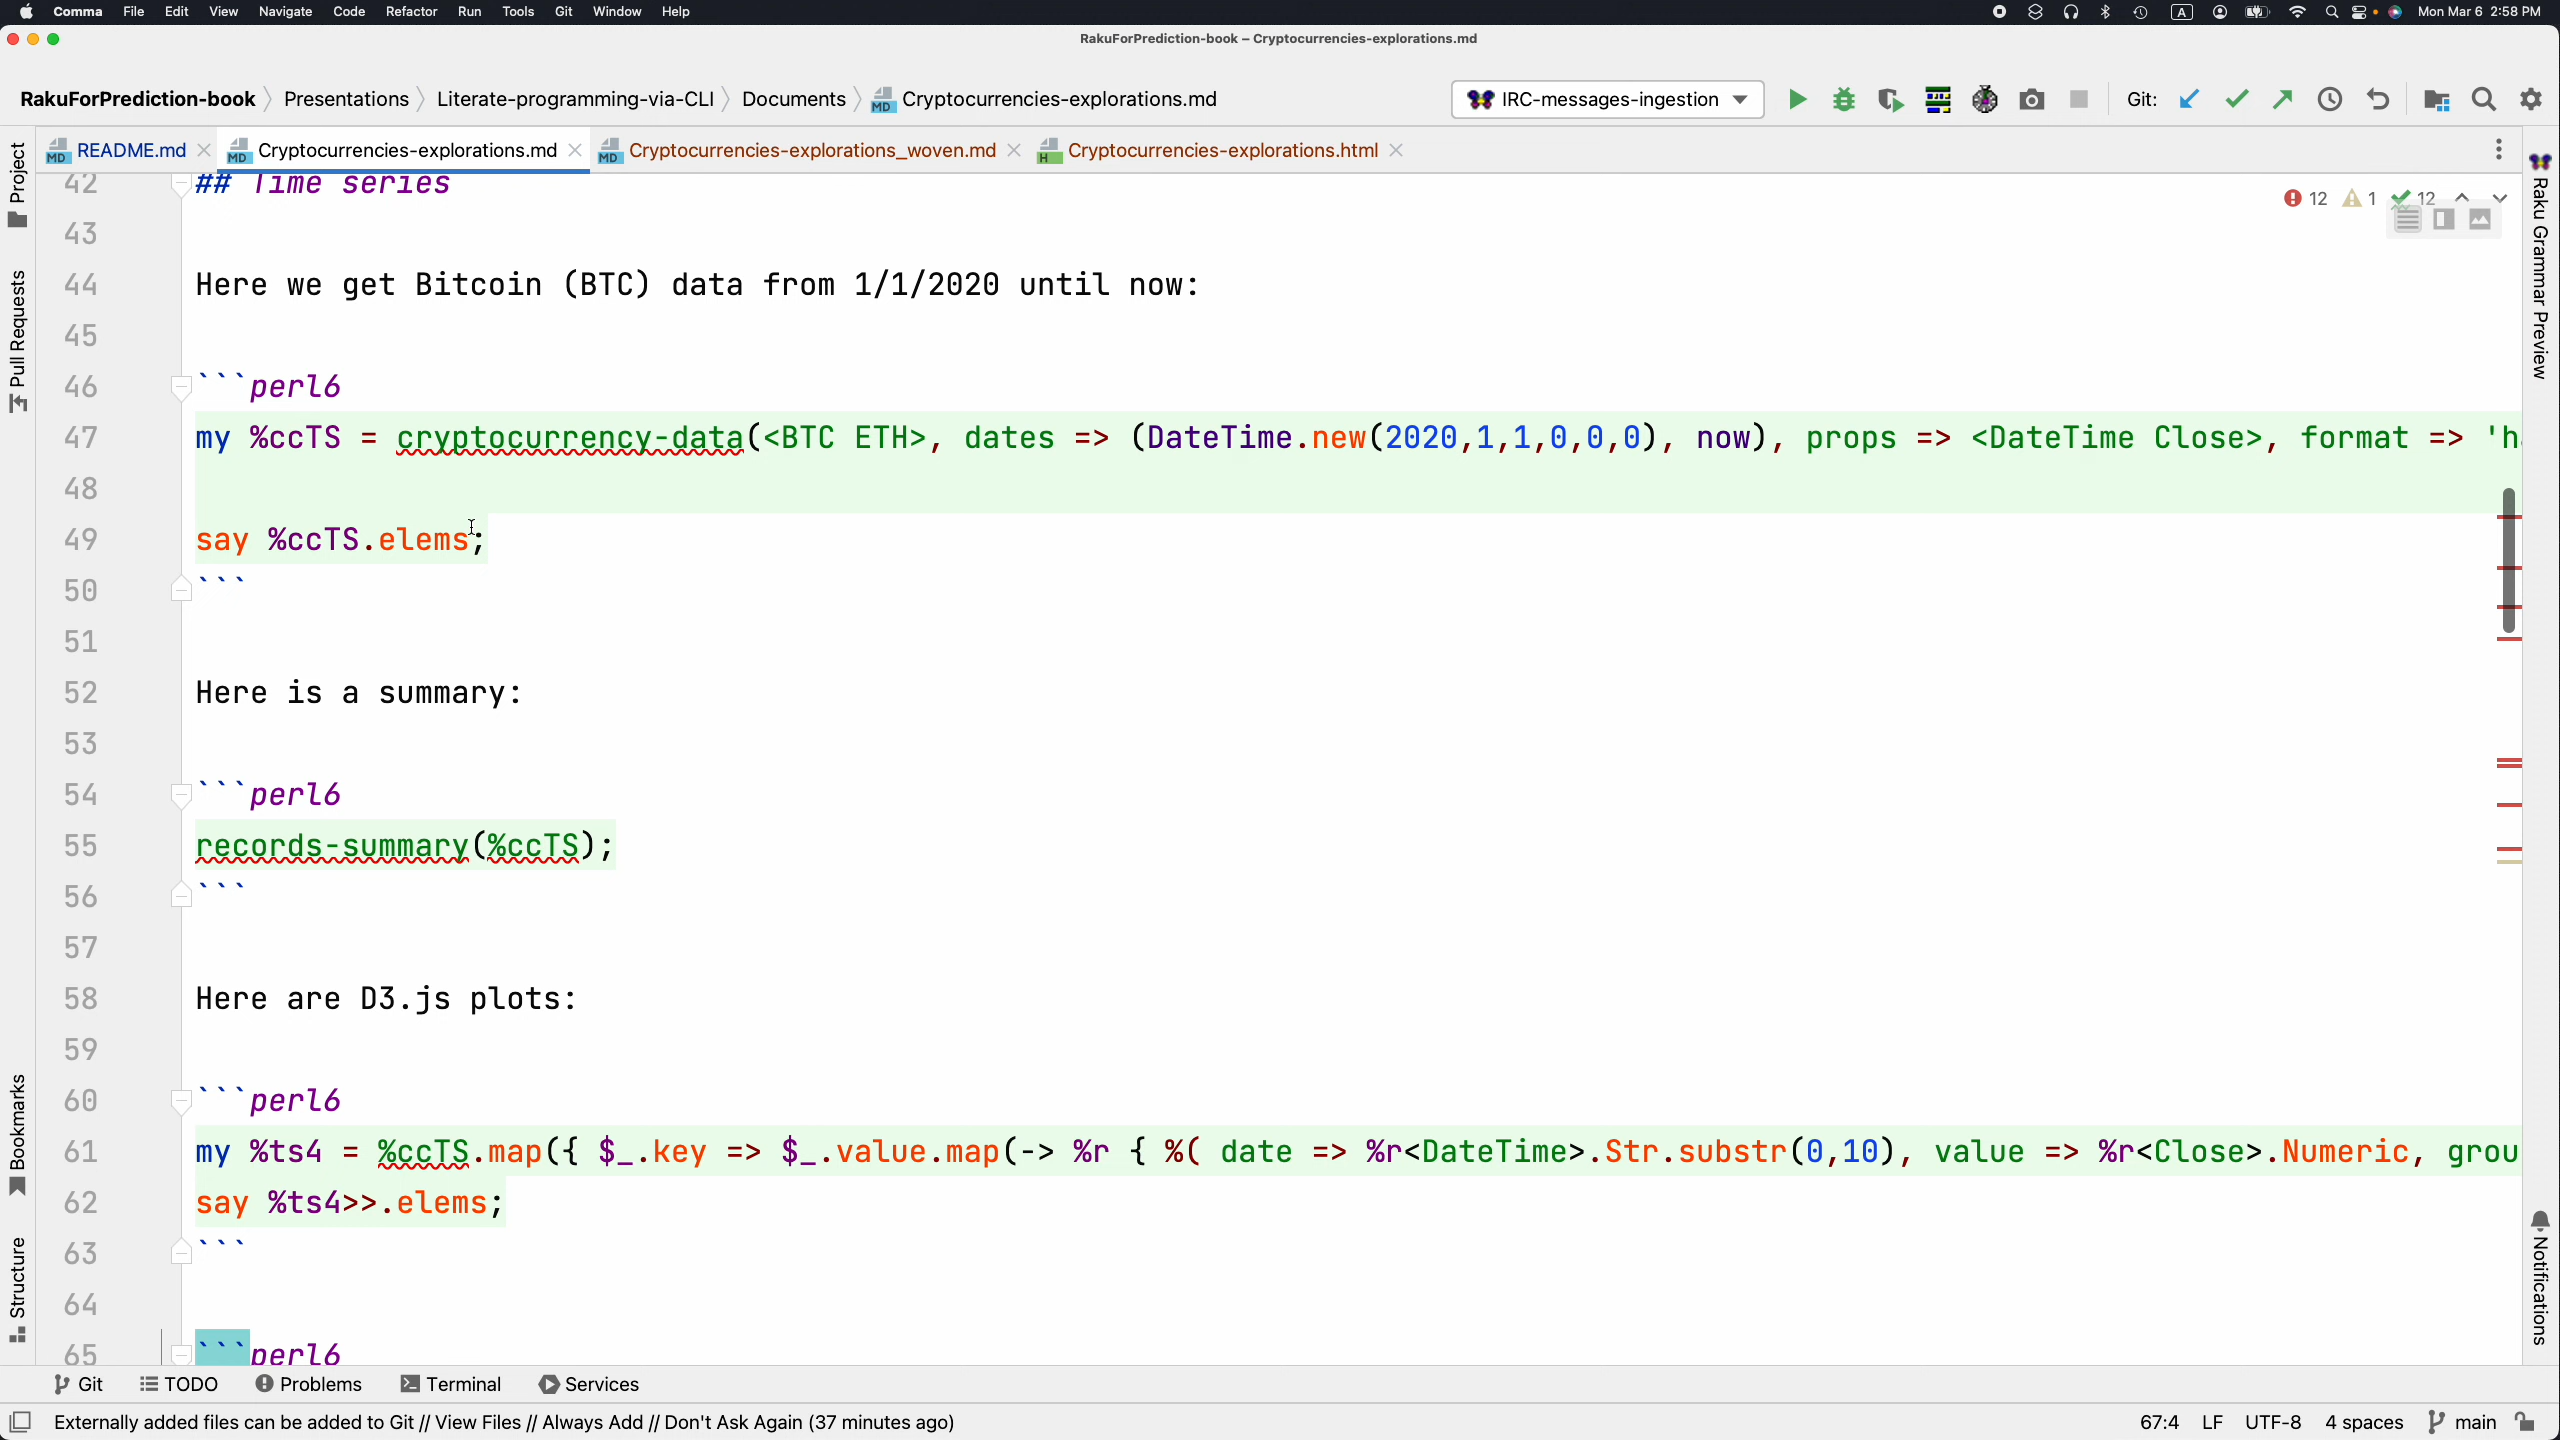 Comma File Edit View Navigate Code Refactor Run Tools Git Window Help A Mon Mar 6 2:58 PM
RakuForPrediction-book – Cryptocurrencies-explorations.md
RakuForPrediction-book Presentations Literate-programming-via-CLI Documents MD Cryptocurrencies-explorations.md IRC-messages-ingestion Git:
MD README.md MD Cryptocurrencies-explorations.md MD Cryptocurrencies-explorations_woven.md H Cryptocurrencies-explorations.html
Project
Pull Requests
Bookmarks
Structure
Raku Grammar Preview
Notifications
12 1 12
42 ## Time series
43
44 Here we get Bitcoin (BTC) data from 1/1/2020 until now:
45
46 ```perl6
47 my %ccTS = cryptocurrency-data(<BTC ETH>, dates => (DateTime.new(2020,1,1,0,0,0), now), props => <DateTime Close>, format => 'h
48
49 say %ccTS.elems;
50 ```
51
52 Here is a summary:
53
54 ```perl6
55 records-summary(%ccTS);
56 ```
57
58 Here are D3.js plots:
59
60 ```perl6
61 my %ts4 = %ccTS.map({ $_.key => $_.value.map(-> %r { %( date => %r<DateTime>.Str.substr(0,10), value => %r<Close>.Numeric, grou
62 say %ts4>>.elems;
63 ```
64
65 ```perl6
Git TODO Problems Terminal Services
Externally added files can be added to Git // View Files // Always Add // Don't Ask Again (37 minutes ago) 67:4 LF UTF-8 4 spaces main